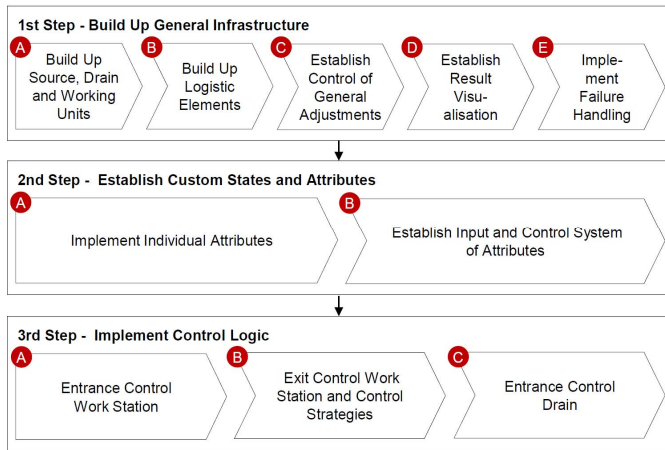 1st Step - Build Up General Infrastructure
A
Build Up
Source, Drain
and Working
Units
B
Build Up
Logistic
Elements
C
Establish
Control of
General
Adjustments
D
Establish
Result
Visu-
alisation
E
Imple-
ment
Failure
Handling
2nd Step - Establish Custom States and Attributes
A
Implement Individual Attributes
B
Establish Input and Control System
of Attributes
3rd Step - Implement Control Logic
A
Entrance Control
Work Station
B
Exit Control Work
Station and Control
Strategies
C
Entrance Control
Drain